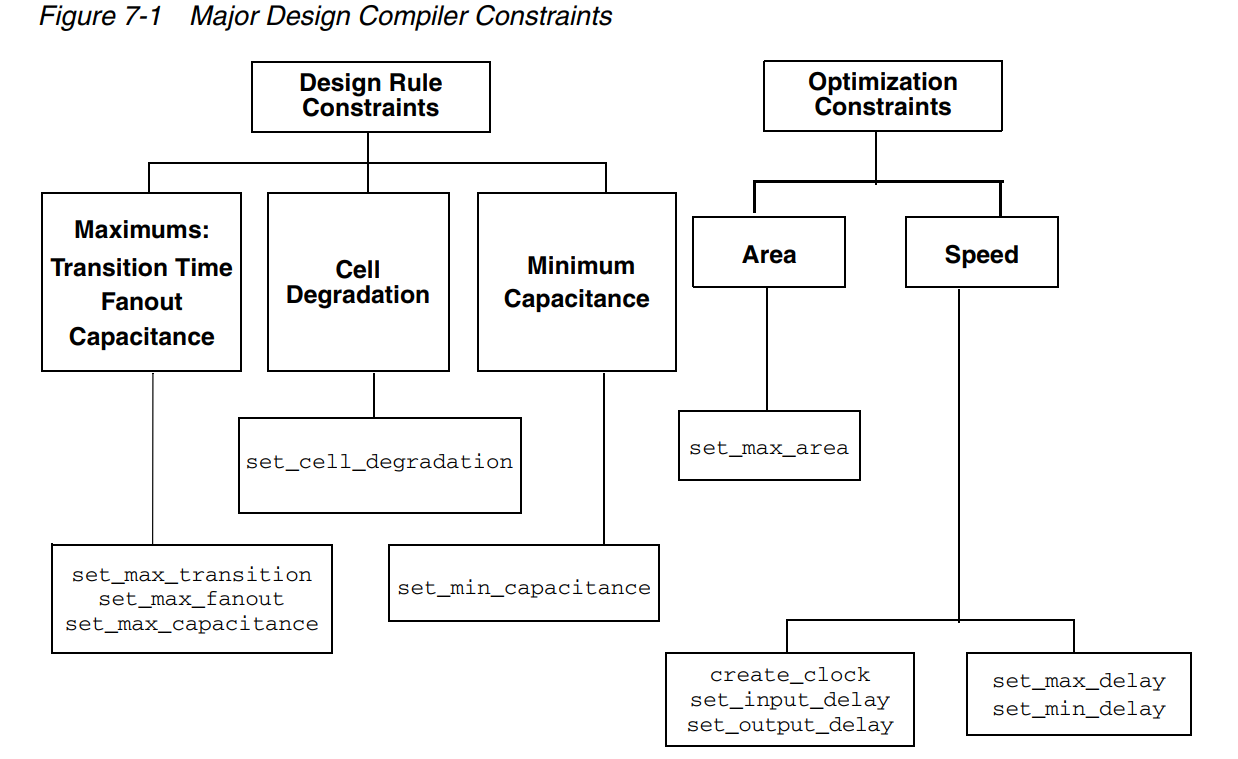 Figure 7-1 Major Design Compiler Constraints
Design Rule
Constraints
Optimization
Constraints
Maximums:
Transition Time
Fanout
Capacitance
Cell
Degradation
Minimum
Capacitance
Area
Speed
set_cell_degradation
set_max_area
set_max_transition
set_max_fanout
set_max_capacitance
set_min_capacitance
create_clock
set_input_delay
set_output_delay
set_max_delay
set_min_delay